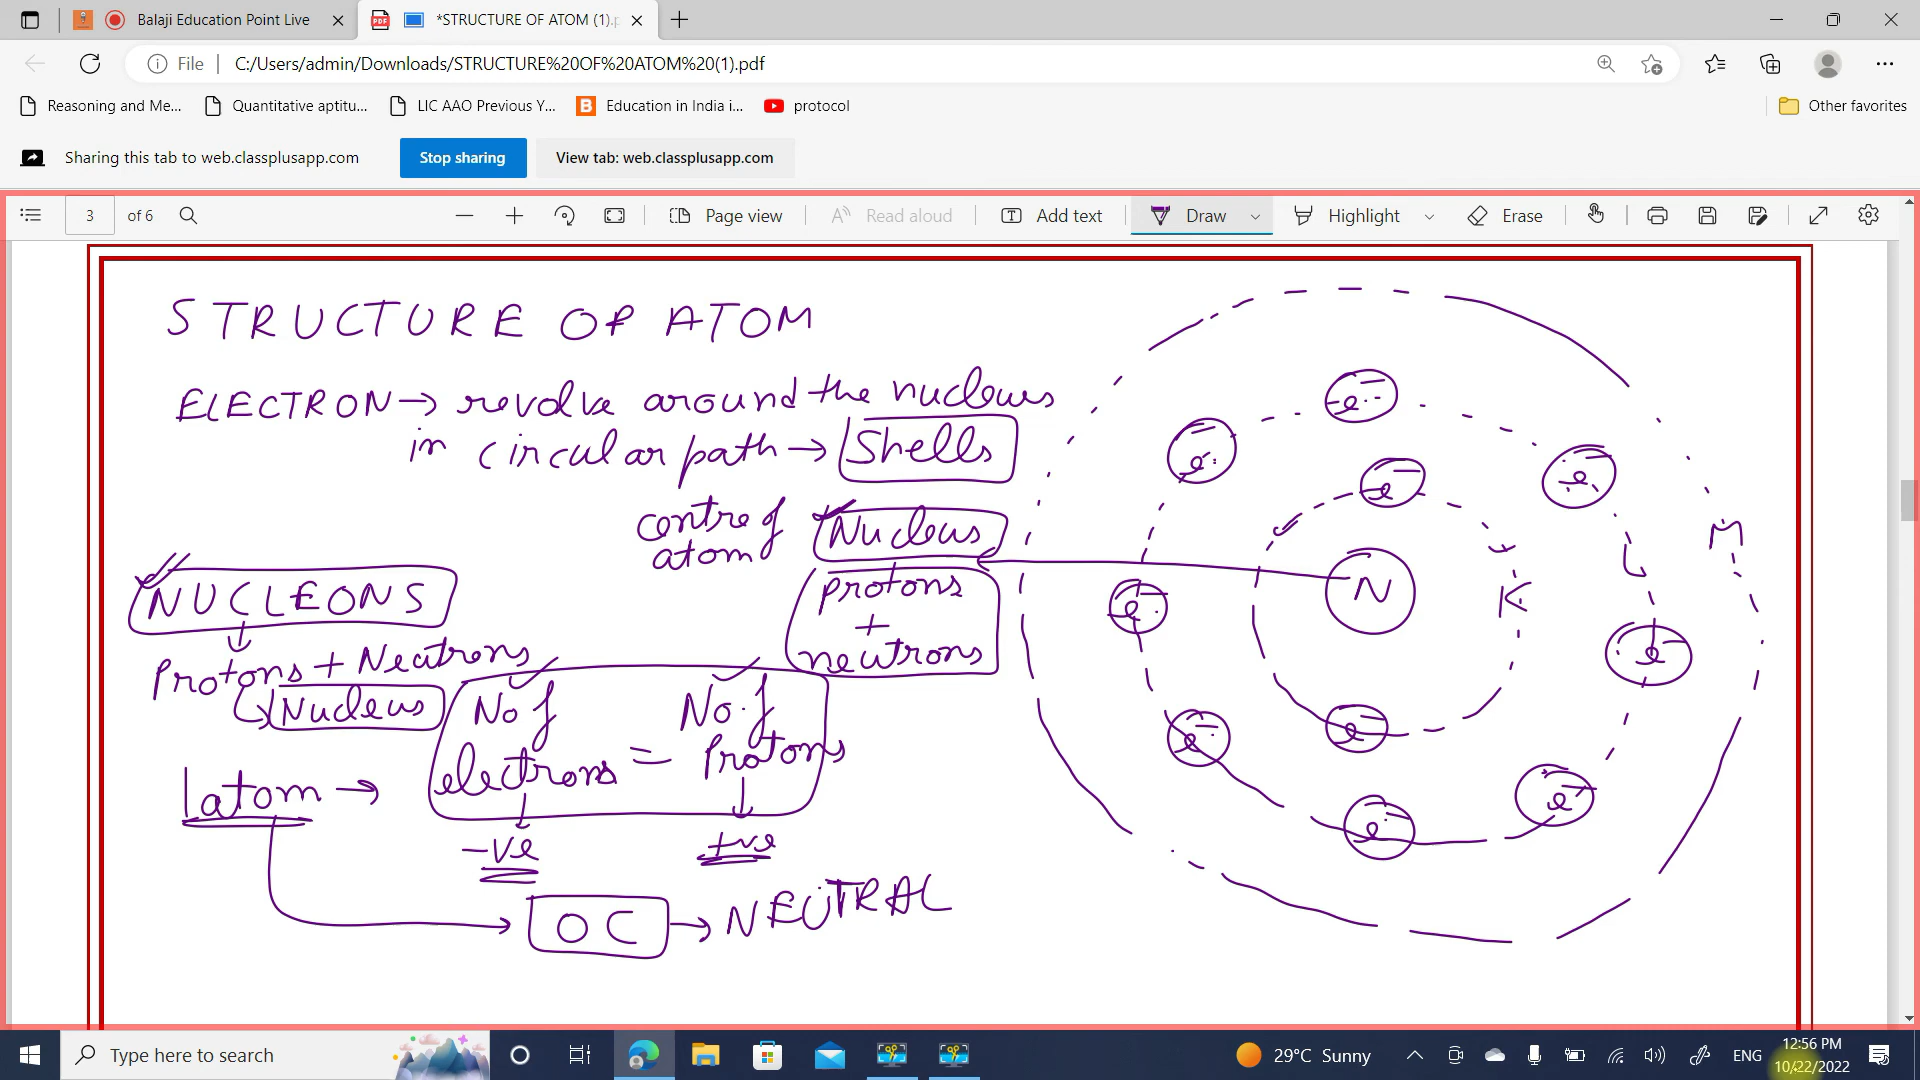 Balaji Education Point Live
*STRUCTURE OF ATOM (1).p
File
C:/Users/admin/Downloads/STRUCTURE%20OF%20ATOM%20(1).pdf
Reasoning and Me...
Quantitative aptitu...
LIC AAO Previous Y...
Education in India i...
protocol
Other favorites
Sharing this tab to web.classplusapp.com
Stop sharing
View tab: web.classplusapp.com
3 of 6
Page view
Read aloud
Add text
Draw
Highlight
Erase
STRUCTURE OF ATOM
ELECTRON → revolve around the nucleus
in circular path → Shells
centre of
atom
Nucleus
Protons
+
neutrons
NUCLEONS
Protons + Neutrons
Nucleus
1 atom →
No of
electrons
=
No. of
Protons
-ve
+ve
OC → NEUTRAL
N
K
L
M
e-
e-
e-
e-
e-
e-
e-
e-
e-
e-
Type here to search
29°C Sunny
ENG
12:56 PM
10/22/2022